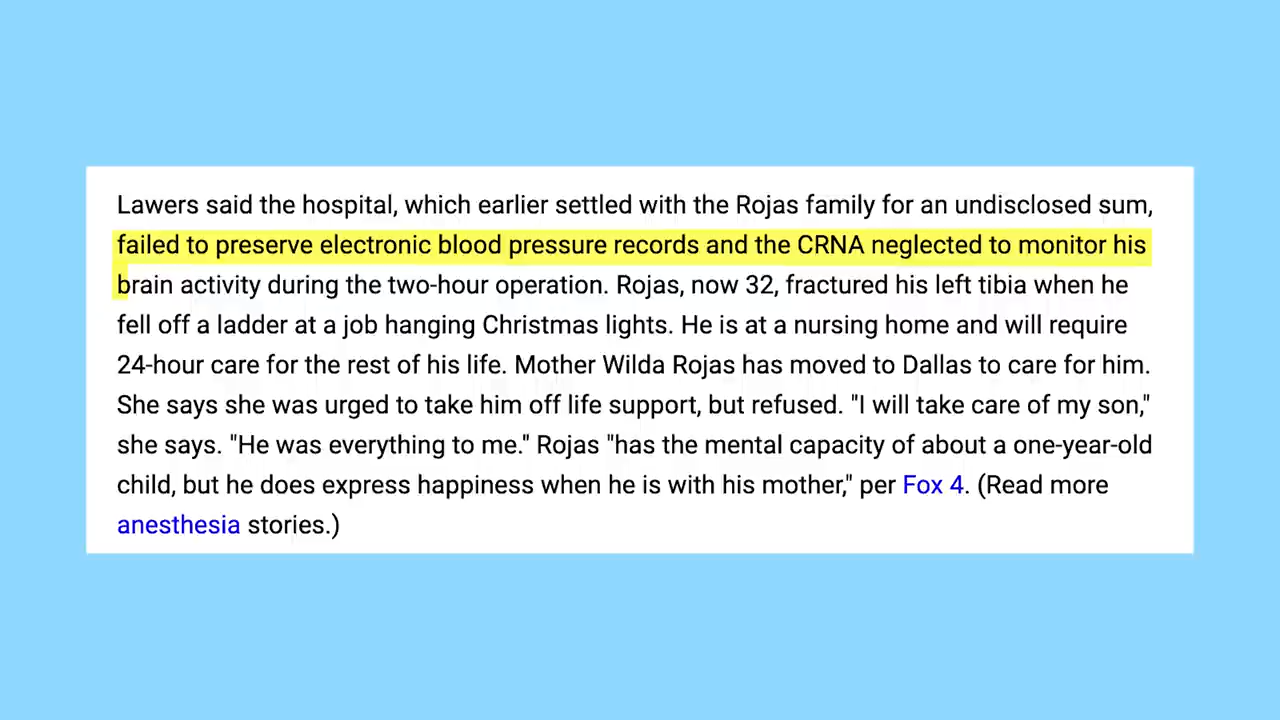 Lawers said the hospital, which earlier settled with the Rojas family for an undisclosed sum,
failed to preserve electronic blood pressure records and the CRNA neglected to monitor his
brain activity during the two-hour operation. Rojas, now 32, fractured his left tibia when he
fell off a ladder at a job hanging Christmas lights. He is at a nursing home and will require
24-hour care for the rest of his life. Mother Wilda Rojas has moved to Dallas to care for him.
She says she was urged to take him off life support, but refused. "I will take care of my son,"
she says. "He was everything to me." Rojas "has the mental capacity of about a one-year-old
child, but he does express happiness when he is with his mother," per Fox 4. (Read more
anesthesia stories.)